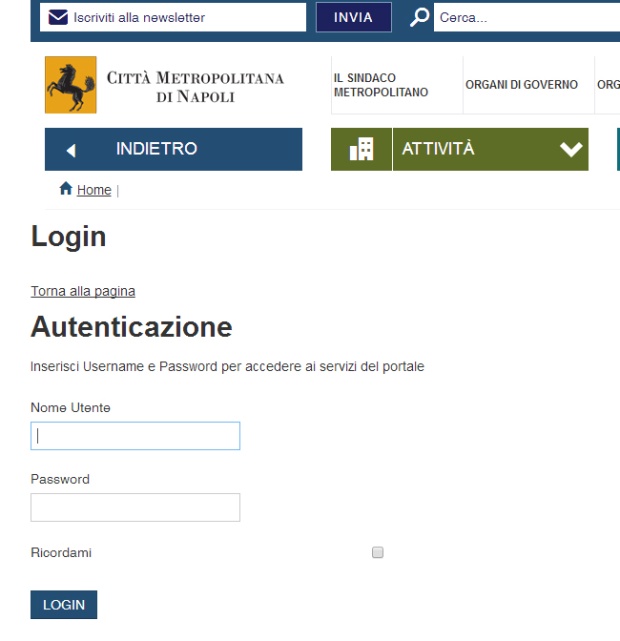 Iscriviti alla newsletter
INVIA
Cerca...
CITTÀ METROPOLITANA
DI NAPOLI
IL SINDACO
METROPOLITANO
ORGANI DI GOVERNO
ORG
INDIETRO
ATTIVITÀ
Home |
Login
Torna alla pagina
Autenticazione
Inserisci Username e Password per accedere ai servizi del portale
Nome Utente
Password
Ricordami
LOGIN